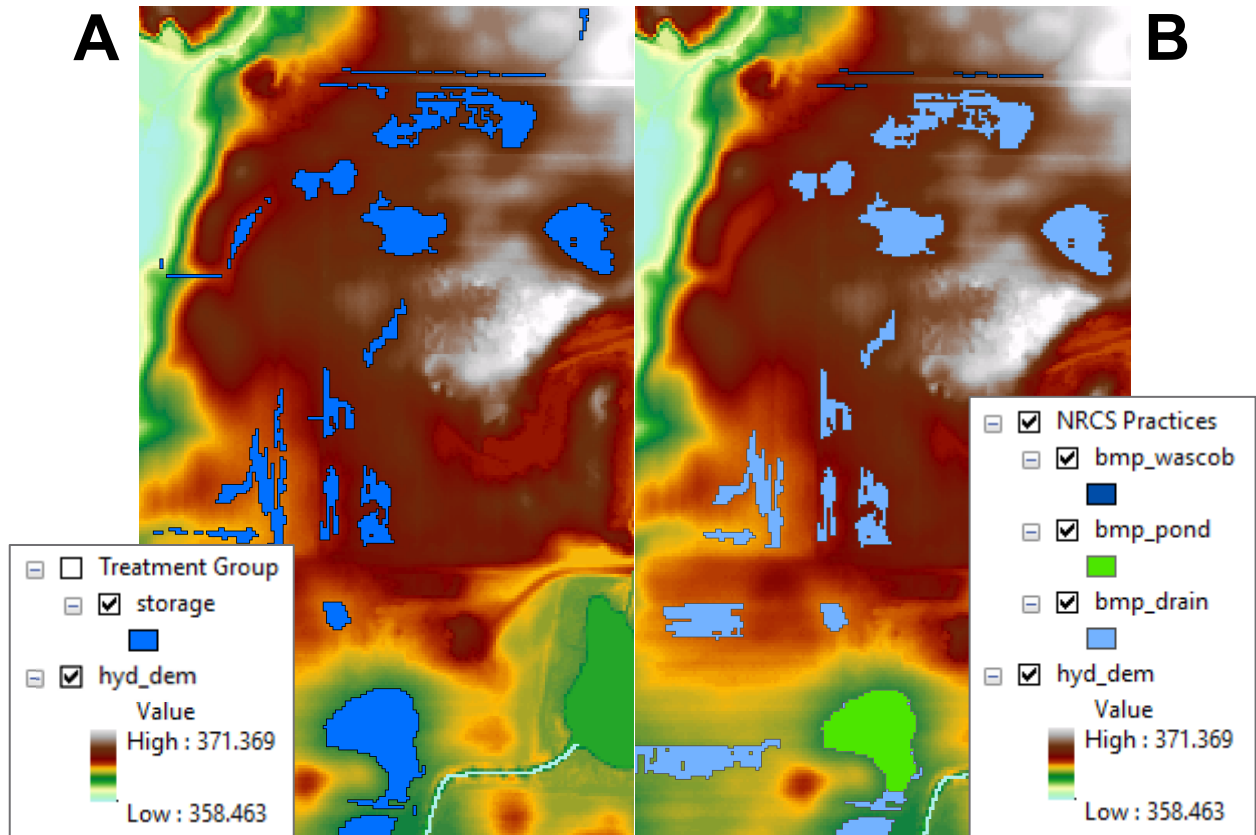 A
B
Treatment Group
storage
hyd_dem
Value
High : 371.369
Low : 358.463
NRCS Practices
bmp_wascob
bmp_pond
bmp_drain
hyd_dem
Value
High : 371.369
Low : 358.463